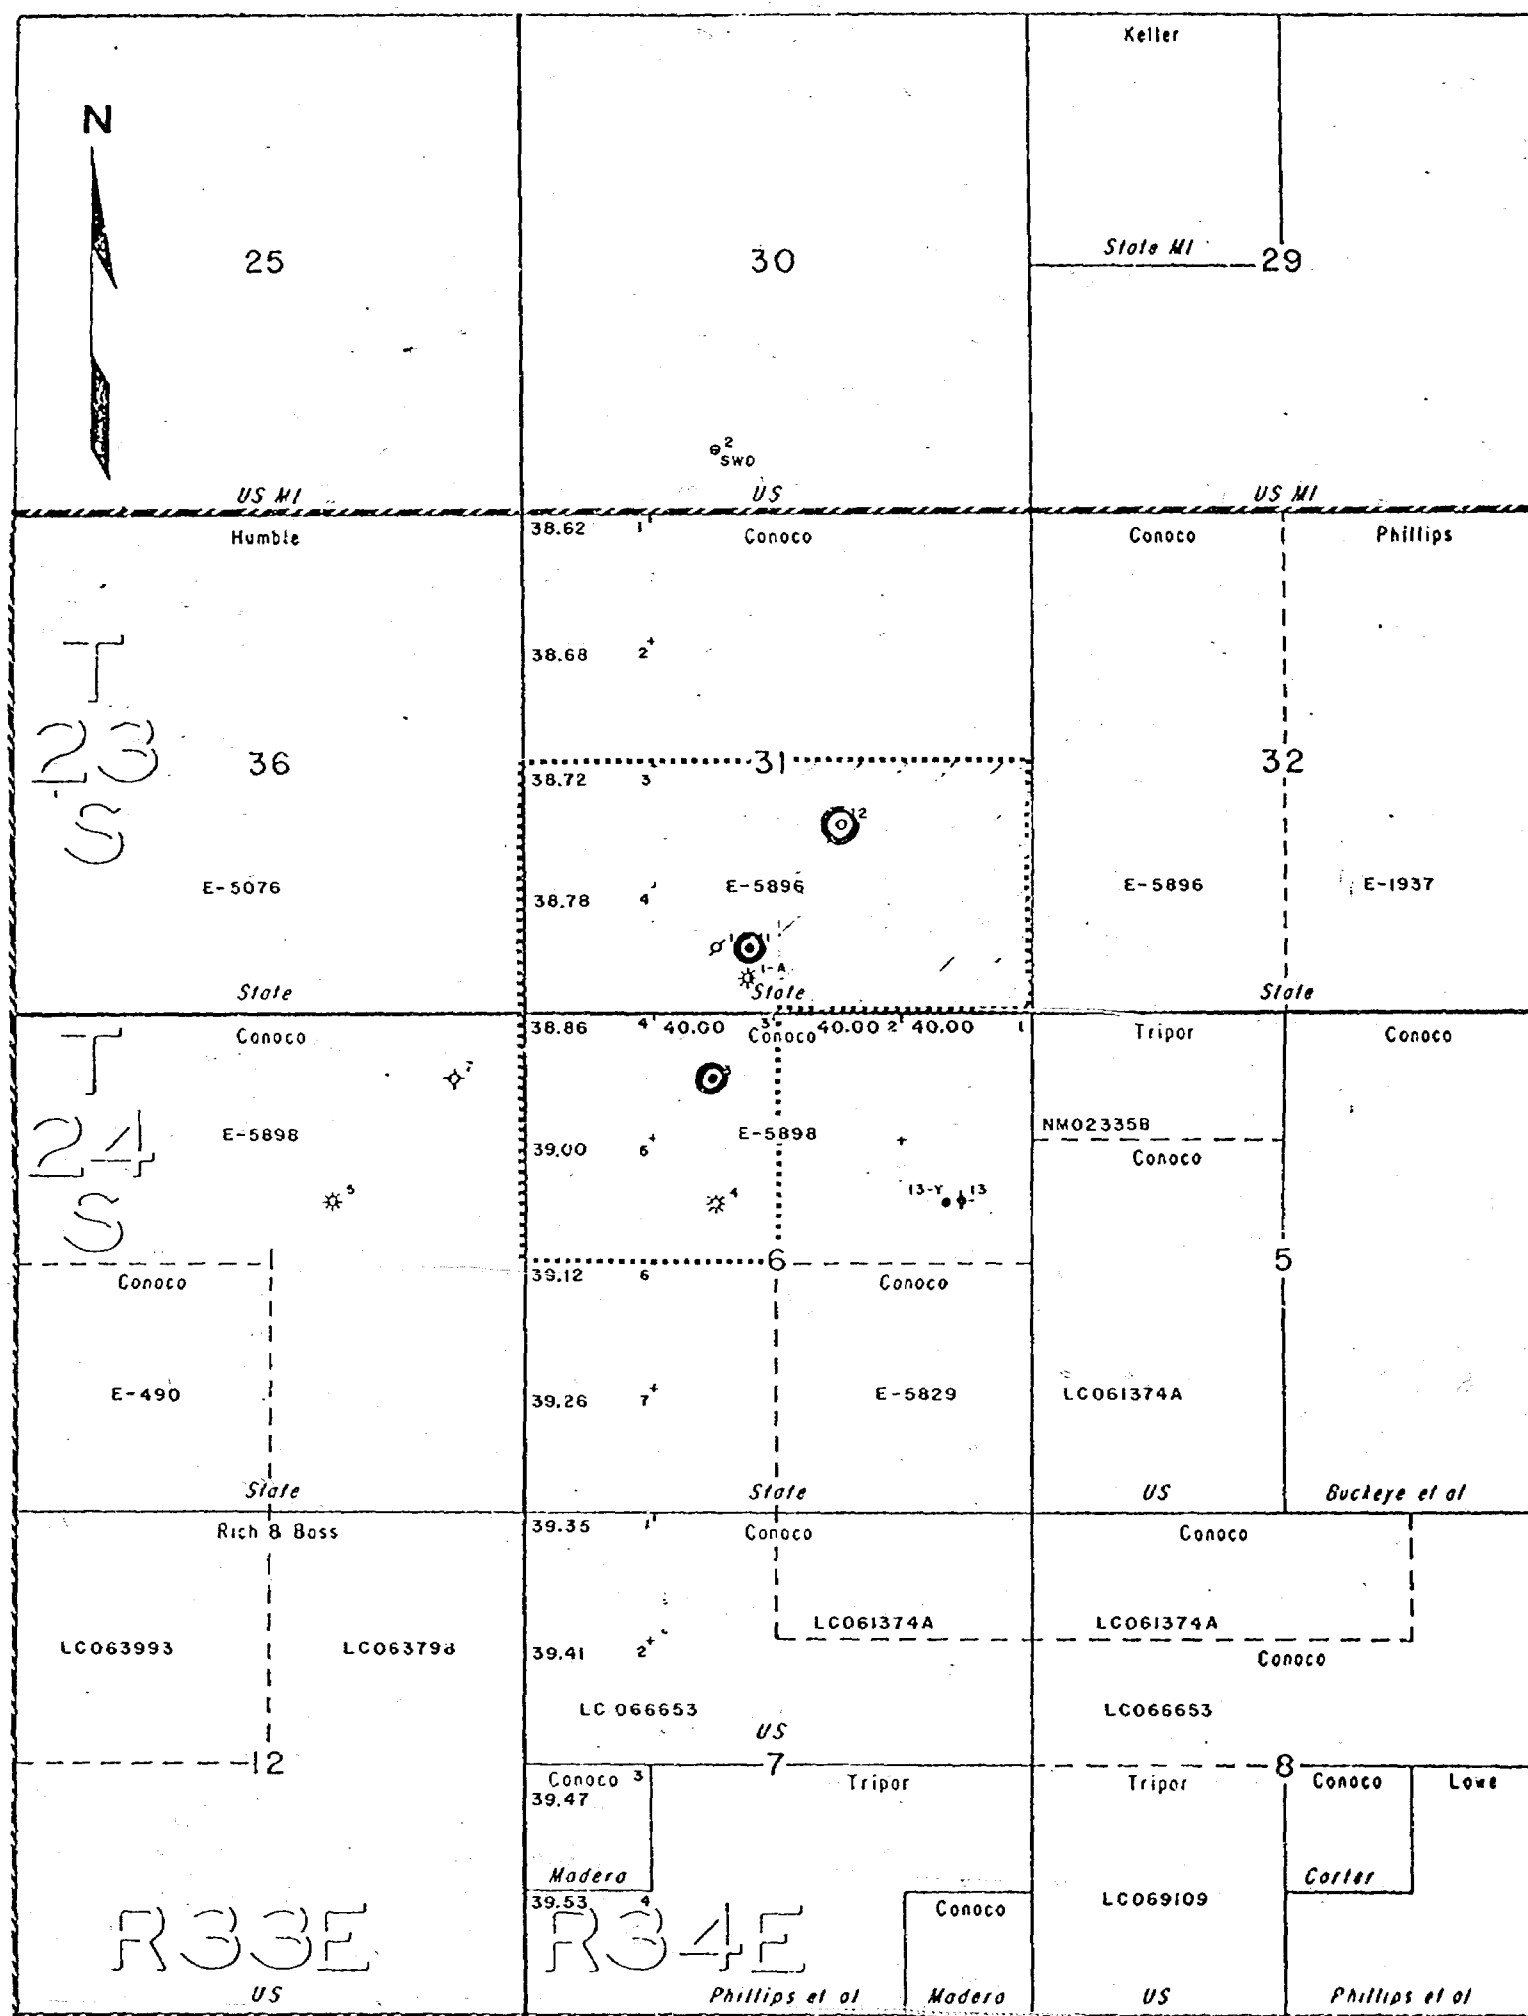 Keller
N
25
30
State MI
29
2
SWD
US MI
US
US MI
Humble
38.62
1
Conoco
Conoco
Phillips
T
23
S
38.68
2
36
31
32
38.72
3
12
E-5076
38.78
4
E-5896
E-5896
E-1937
1
11
1-A
State
State
State
T
24
S
Conoco
38.86
4
40.00
3
Conoco
40.00
2
40.00
1
Tripor
Conoco
3
E-5898
39.00
E-5898
NM02335B
Conoco
5
4
13-Y
13
Conoco
39.12
6
6
Conoco
5
E-490
39.26
7
E-5829
LC061374A
State
State
US
Buckeye et al
Rich & Bass
39.35
1
Conoco
Conoco
LC063993
LC063798
39.41
2
LC061374A
LC061374A
Conoco
LC 066653
US
LC066653
12
7
8
Conoco
3
Tripor
Tripor
Conoco
Lowe
39.47
Madera
Carter
39.53
4
Conoco
LC069109
R33E
R34E
US
Phillips et al
Madera
US
Phillips et al